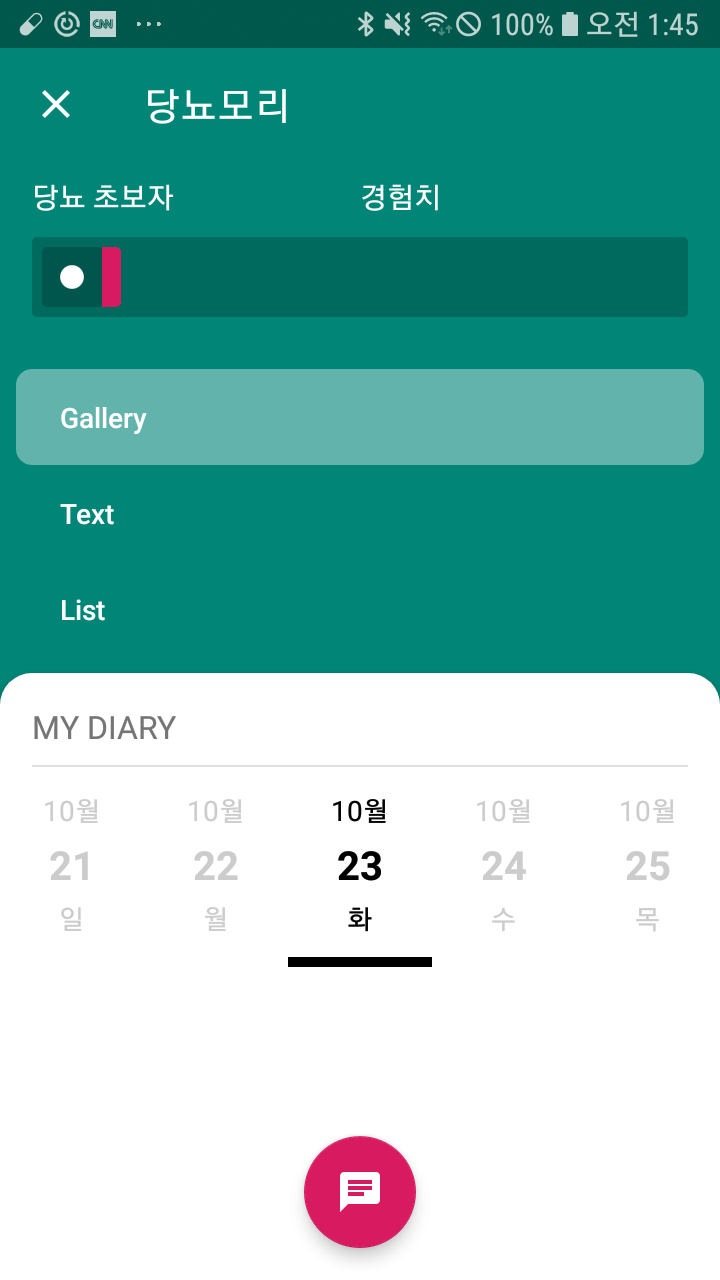 CNN 100% 오전 1:45
당뇨모리
당뇨 초보자 경험치
Gallery
Text
List
MY DIARY
10월 10월 10월 10월 10월
21 22 23 24 25
일 월 화 수 목